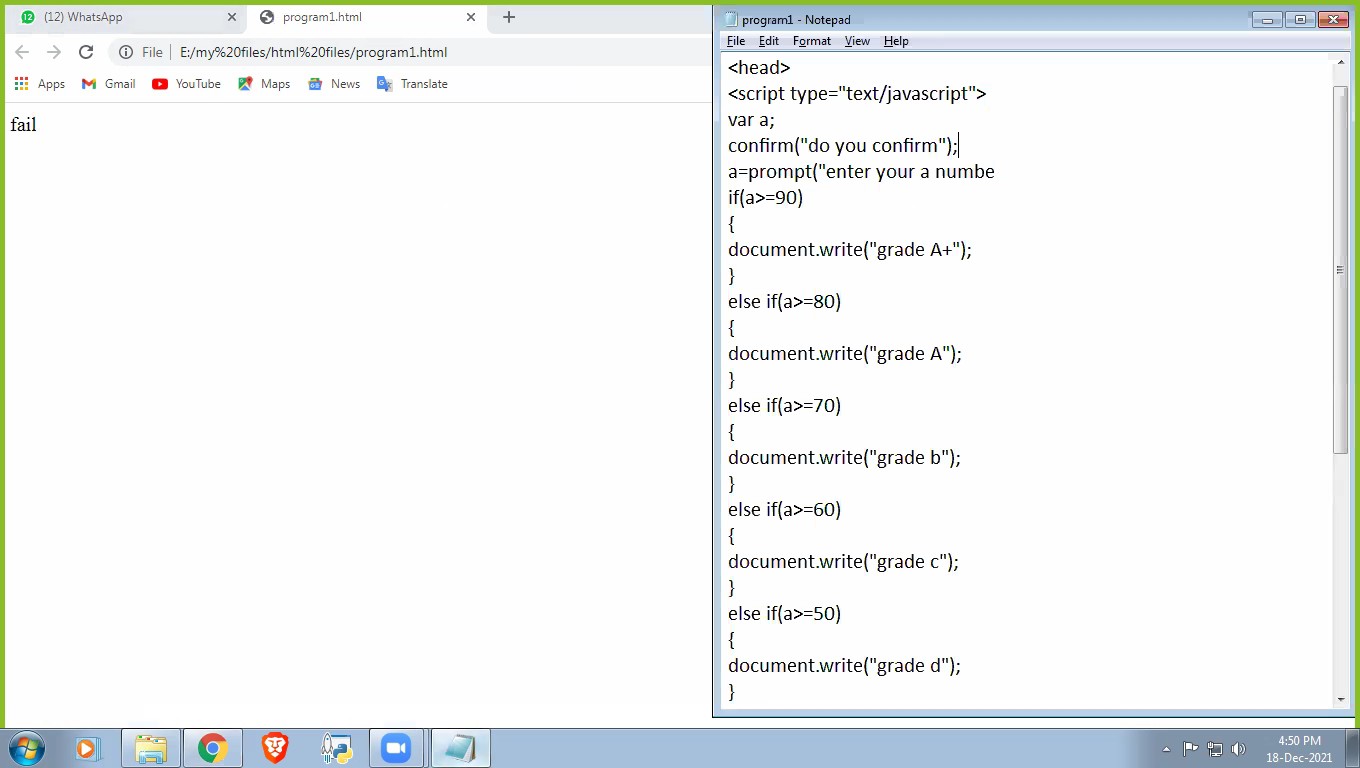 (12) WhatsApp
program1.html
File
E:/my%20files/html%20files/program1.html
Apps
Gmail
YouTube
Maps
News
Translate
fail
program1 - Notepad
File Edit Format View Help
<head>
<script type="text/javascript">
var a;
confirm("do you confirm");
a=prompt("enter your a numbe
if(a>=90)
{
document.write("grade A+");
}
else if(a>=80)
{
document.write("grade A");
}
else if(a>=70)
{
document.write("grade b");
}
else if(a>=60)
{
document.write("grade c");
}
else if(a>=50)
{
document.write("grade d");
}
4:50 PM
18-Dec-2021